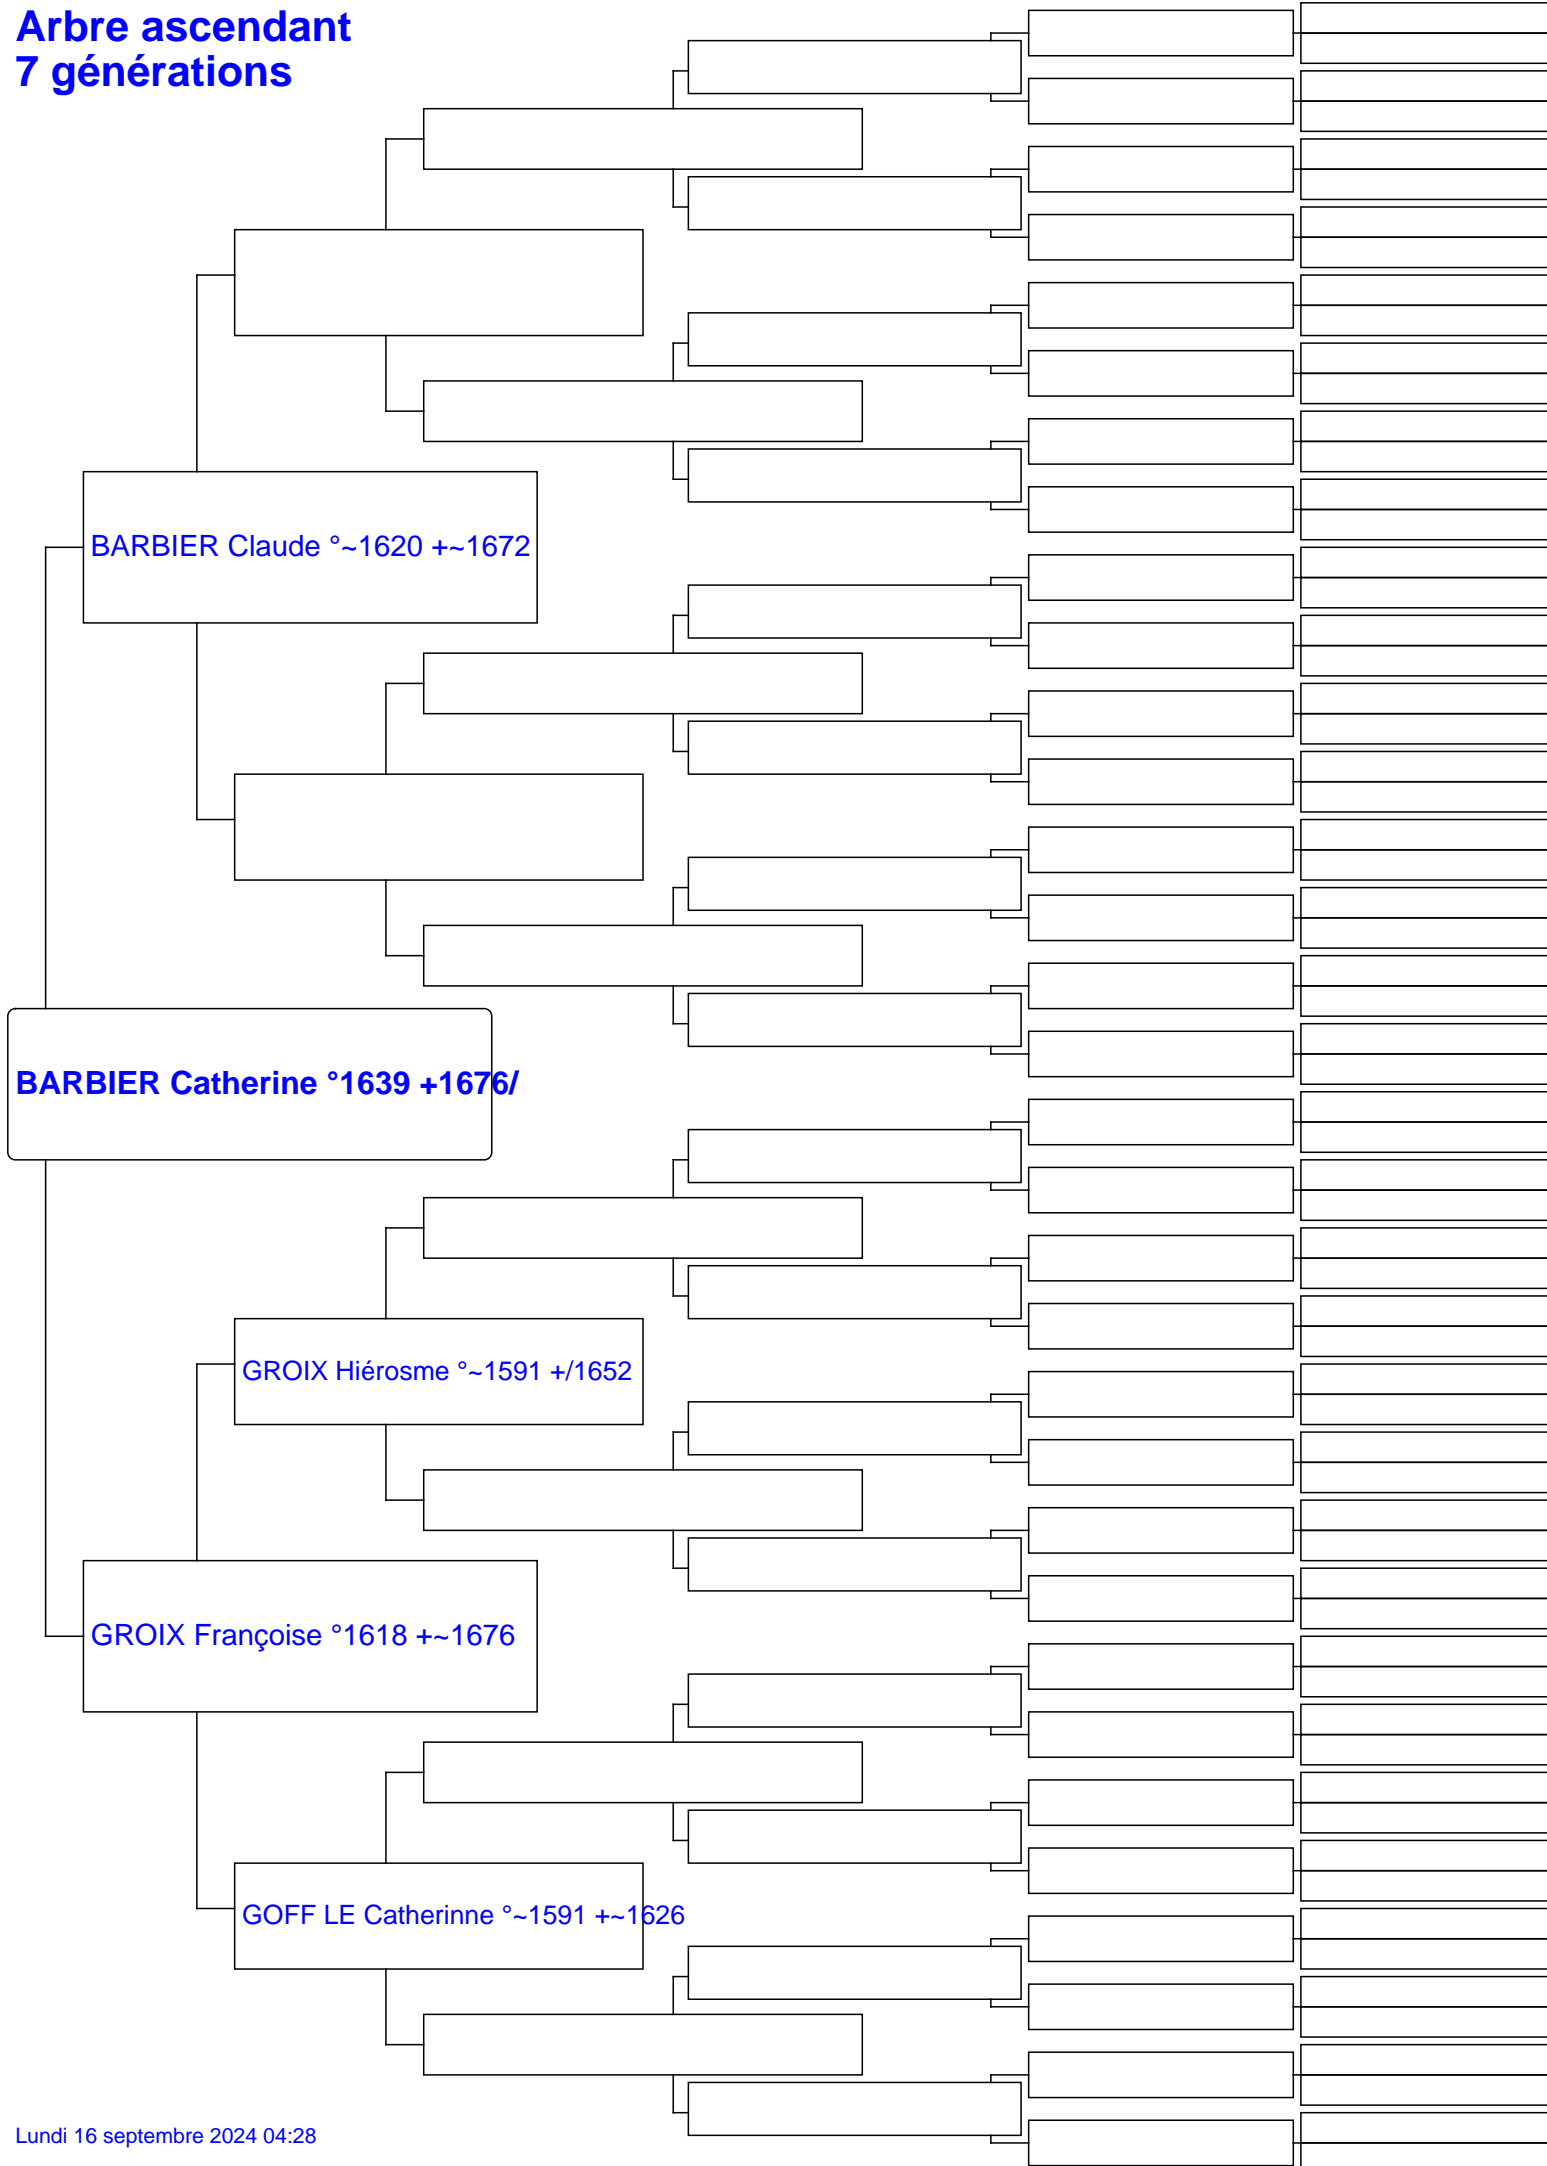 Arbre ascendant
7 générations
BARBIER Claude °~1620 +~1672
BARBIER Catherine °1639 +1676/
GROIX Hiérosme °~1591 +/1652
GROIX Françoise °1618 +~1676
GOFF LE Catherinne °~1591 +~1626
Lundi 16 septembre 2024 04:28